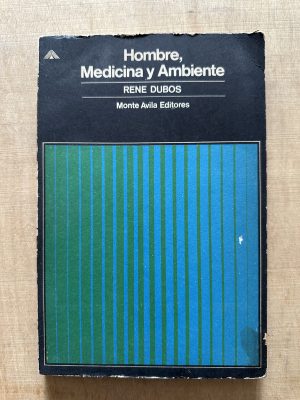 Hombre,
Medicina y Ambiente
RENE DUBOS
Monte Avila Editores